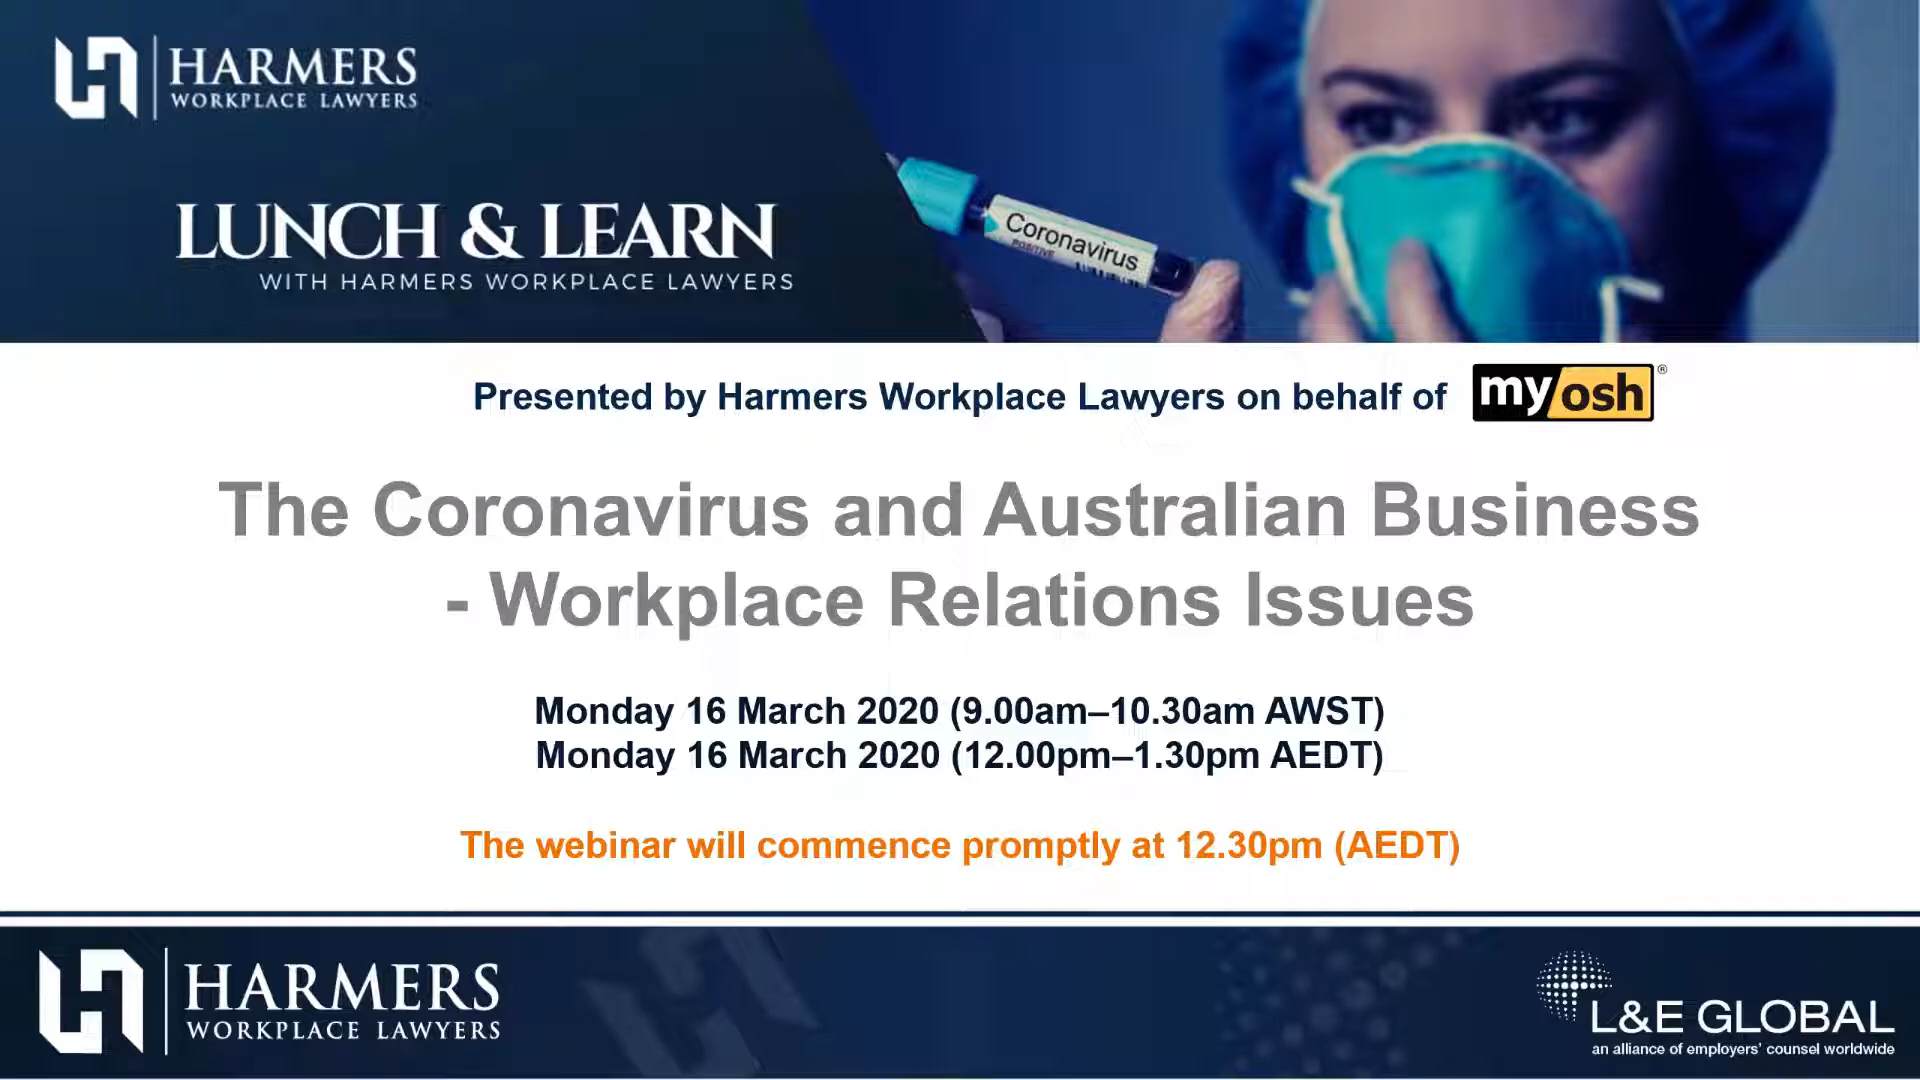 HARMERS
WORKPLACE LAWYERS
LUNCH & LEARN
WITH HARMERS WORKPLACE LAWYERS
Coronavirus
POSITIVE
Presented by Harmers Workplace Lawyers on behalf of myosh®
The Coronavirus and Australian Business
- Workplace Relations Issues
Monday 16 March 2020 (9.00am–10.30am AWST)
Monday 16 March 2020 (12.00pm–1.30pm AEDT)
The webinar will commence promptly at 12.30pm (AEDT)
HARMERS
WORKPLACE LAWYERS
L&E GLOBAL
an alliance of employers' counsel worldwide